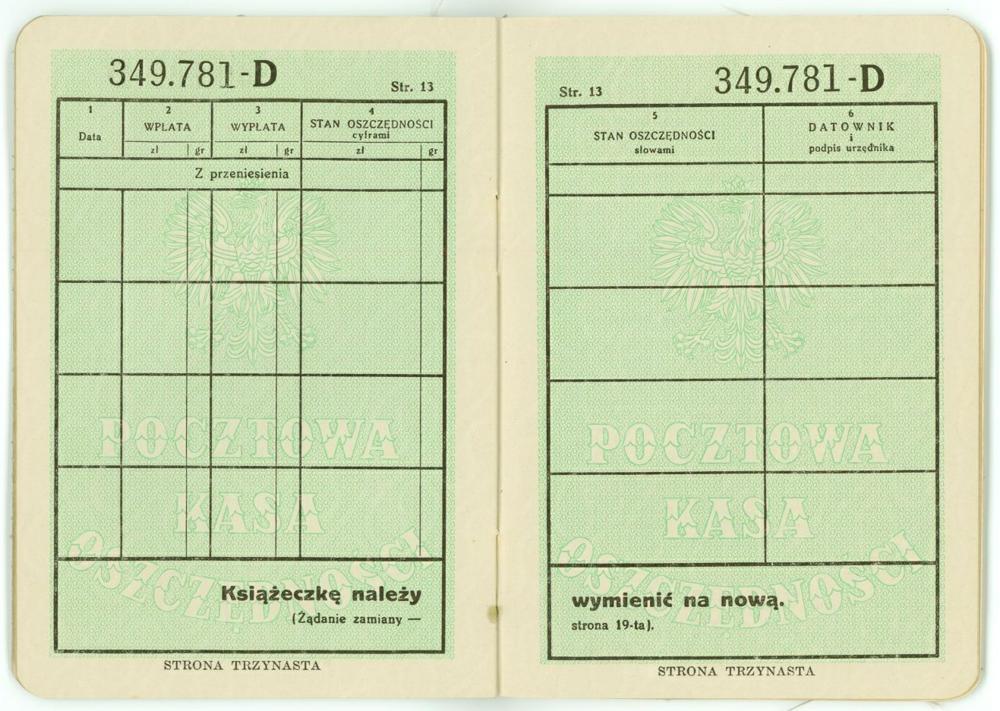 349.781-D
Str. 13
1
Data
2
WPŁATA
zł gr
3
WYPŁATA
zł gr
4
STAN OSZCZĘDNOŚCI
cyframi
zł gr
Z przeniesienia
POCZTOWA
KASA
OSZCZĘDNOŚCI
Książeczkę należy
(Żądanie zamiany —
STRONA TRZYNASTA
Str. 13
349.781-D
5
STAN OSZCZĘDNOŚCI
słowami
6
DATOWNIK
i
podpis urzędnika
POCZTOWA
KASA
OSZCZĘDNOŚCI
wymienić na nową.
strona 19-ta).
STRONA TRZYNASTA